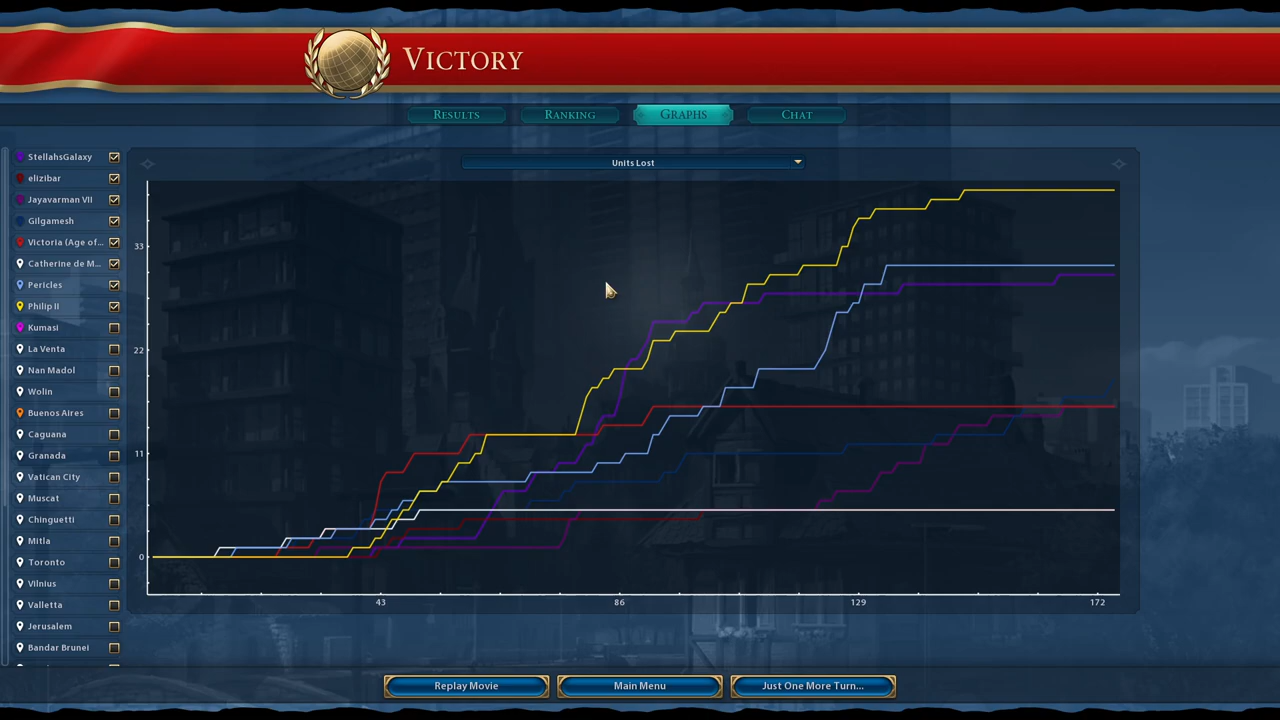 VICTORY
RESULTS
RANKING
GRAPHS
CHAT
Units Lost
StellahsGalaxy
elizibar
Jayavarman VII
Gilgamesh
Victoria (Age of...
Catherine de M...
Pericles
Philip II
Kumasi
La Venta
Nan Madol
Wolin
Buenos Aires
Caguana
Granada
Vatican City
Muscat
Chinguetti
Mitla
Toronto
Vilnius
Valletta
Jerusalem
Bandar Brunei
33
22
11
0
43
86
129
172
Replay Movie
Main Menu
Just One More Turn...